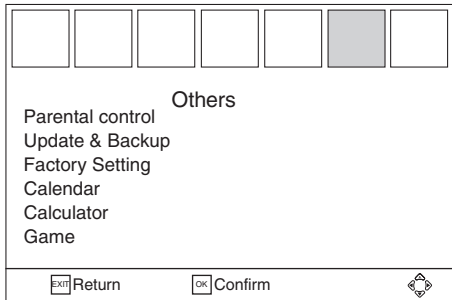 Others
Parental control
Update & Backup
Factory Setting
Calendar
Calculator
Game
EXIT Return OK Confirm